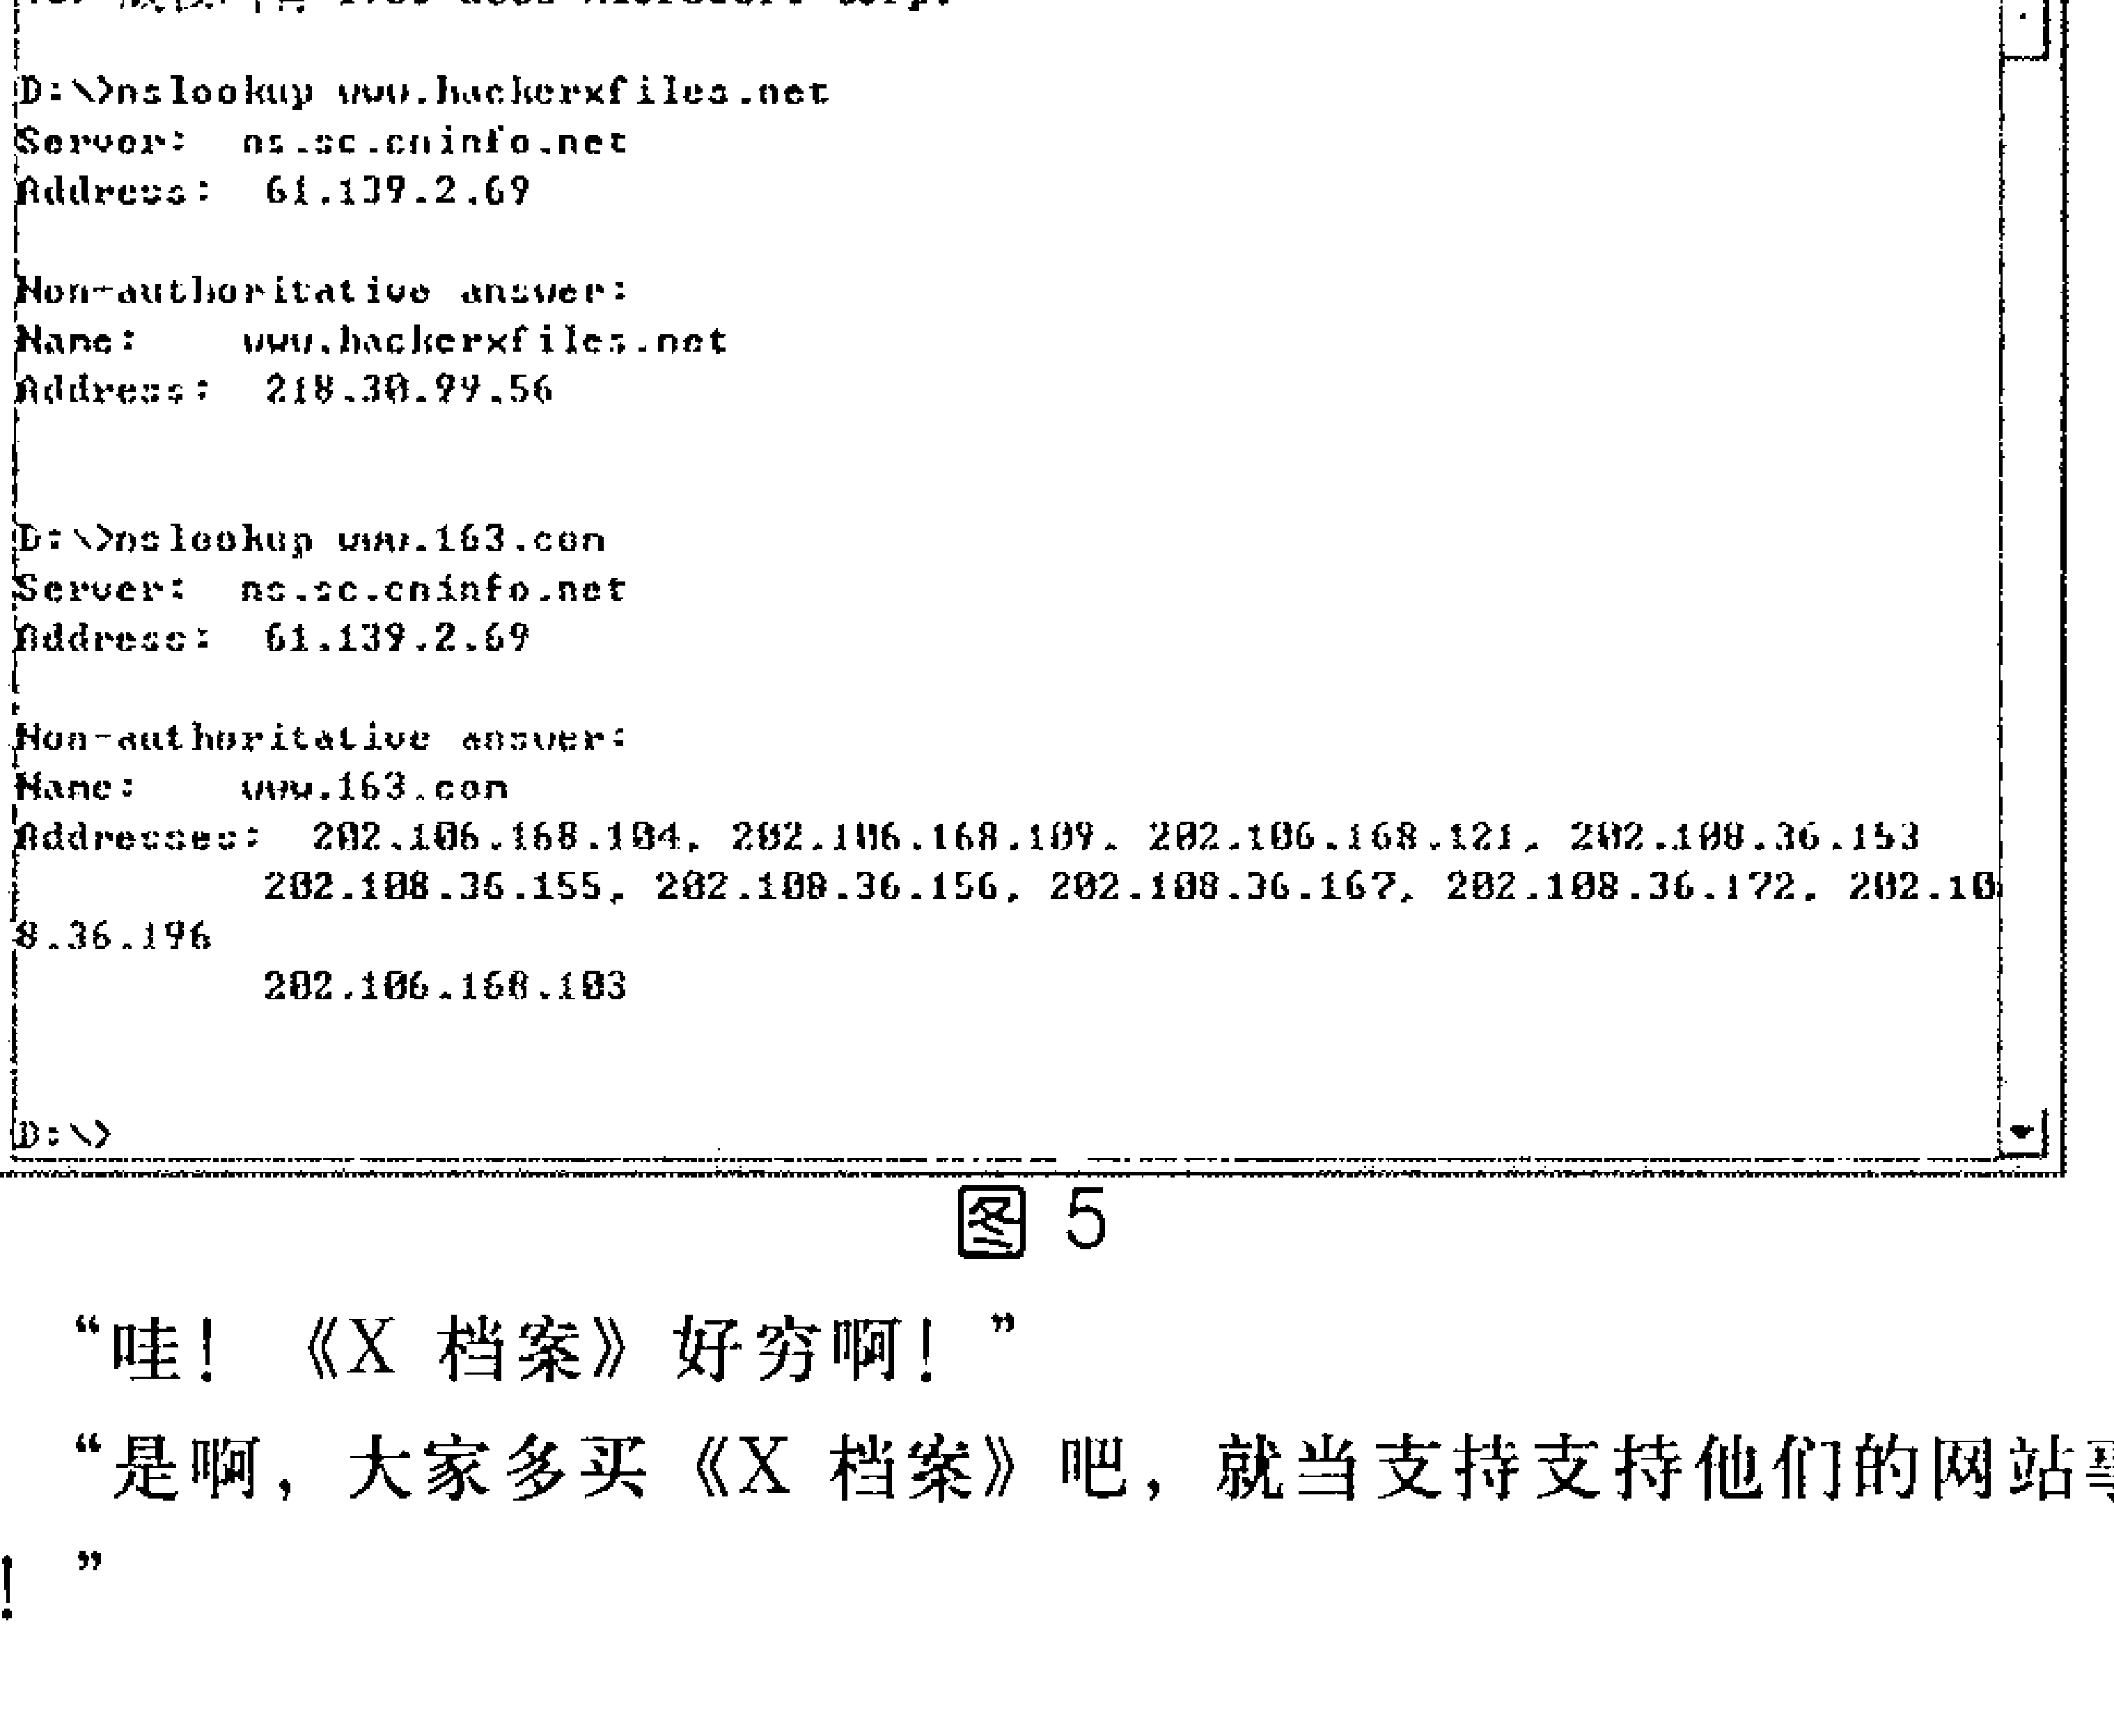 D:\>nslookup www.hackerxfiles.net
Server:  ns.sc.cninfo.net
Address:  61.139.2.69
Non-authoritative answer:
Name:    www.hackerxfiles.net
Address:  218.30.99.56
D:\>nslookup www.163.com
Server:  ns.sc.cninfo.net
Address:  61.139.2.69
Non-authoritative answer:
Name:    www.163.com
Addresses:  202.106.168.104, 202.106.168.109, 202.106.168.121, 202.108.36.153
202.108.36.155, 202.108.36.156, 202.108.36.167, 202.108.36.172, 202.10
8.36.196
202.106.168.103
D:\>
图 5
“哇！《X 档案》好穷啊！”
“是啊，大家多买《X 档案》吧，就当支持支持他们的网站
！”